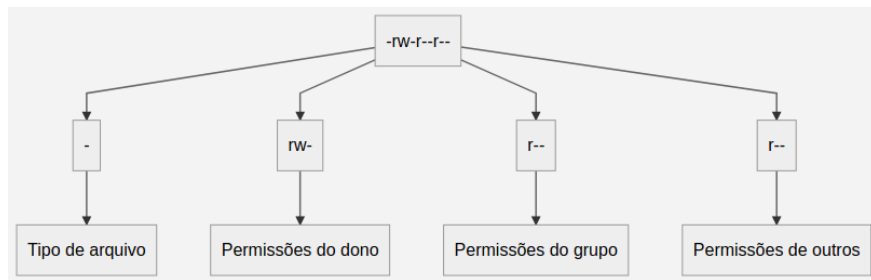 -rw-r--r--
-
rw-
r--
r--
Tipo de arquivo
Permissões do dono
Permissões do grupo
Permissões de outros